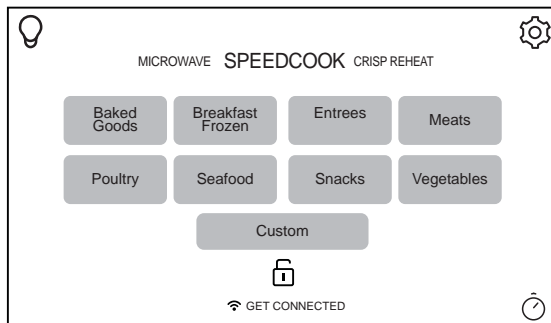 MICROWAVE SPEEDCOOK CRISP REHEAT
Baked
Goods
Breakfast
Frozen
Entrees
Meats
Poultry
Seafood
Snacks
Vegetables
Custom
GET CONNECTED